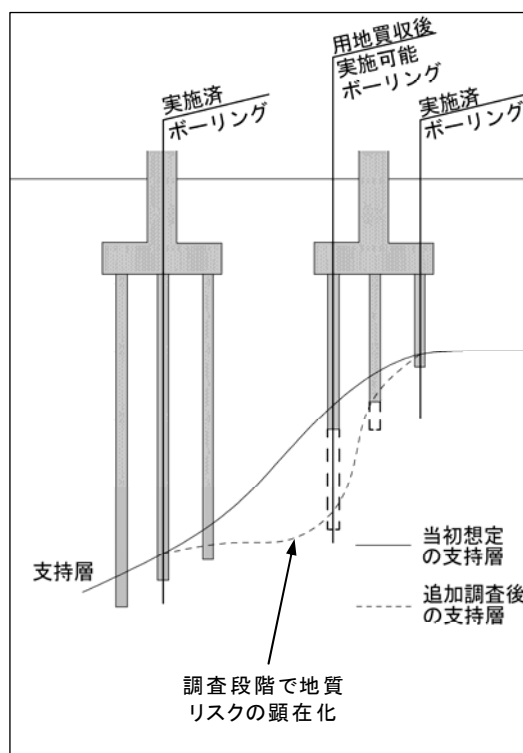 用地買収後
実施可能
ボーリング
実施済
ボーリング
実施済
ボーリング
支持層
当初想定
の支持層
追加調査後
の支持層
調査段階で地質
リスクの顕在化